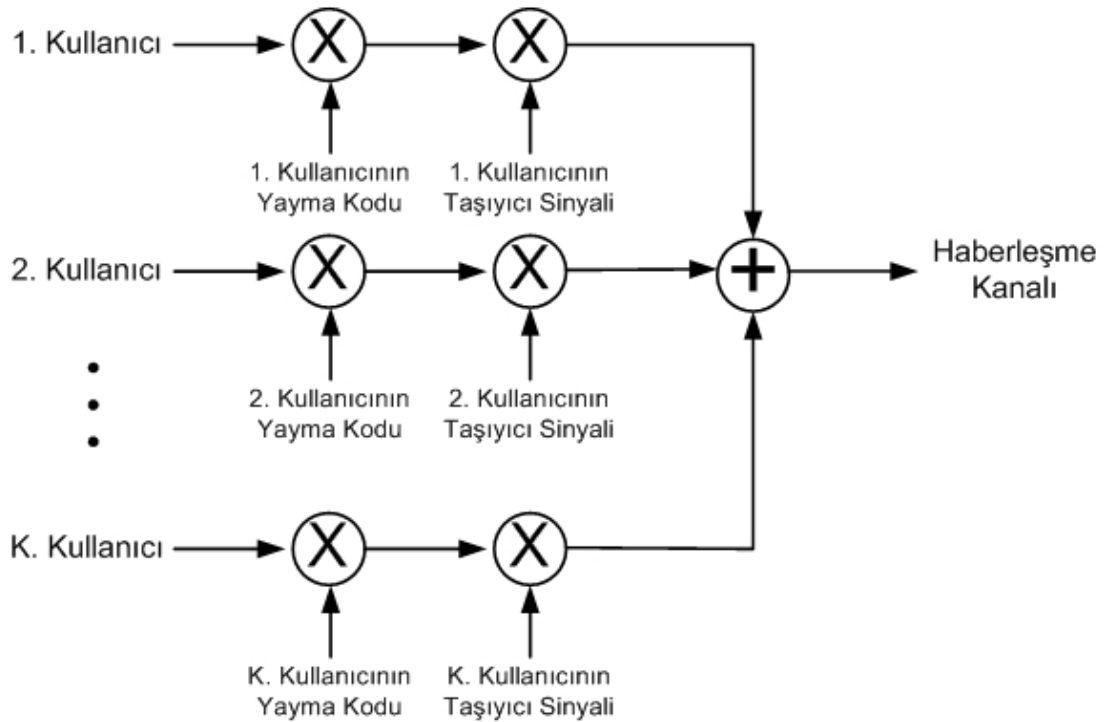 1. Kullanıcı
X
X
1. Kullanıcının
Yayma Kodu
1. Kullanıcının
Taşıyıcı Sinyali
2. Kullanıcı
X
X
+
Haberleşme
Kanalı
2. Kullanıcının
Yayma Kodu
2. Kullanıcının
Taşıyıcı Sinyali
K. Kullanıcı
X
X
K. Kullanıcının
Yayma Kodu
K. Kullanıcının
Taşıyıcı Sinyali